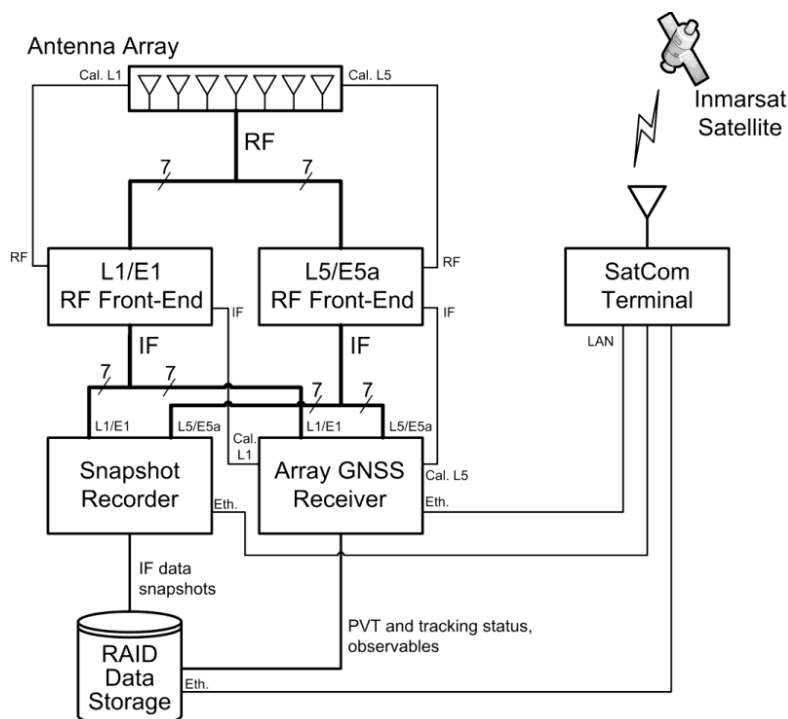 Antenna Array
Cal. L1
Cal. L5
Inmarsat
Satellite
RF
7
7
RF
L1/E1
RF Front-End
L5/E5a
RF Front-End
RF
SatCom
Terminal
IF
IF
IF
IF
LAN
7
7
7
7
L1/E1
L5/E5a
L1/E1
L5/E5a
Cal.
L1
Snapshot
Recorder
Array GNSS
Receiver
Cal. L5
Eth.
Eth.
IF data
snapshots
PVT and tracking status,
observables
RAID
Data
Storage
Eth.